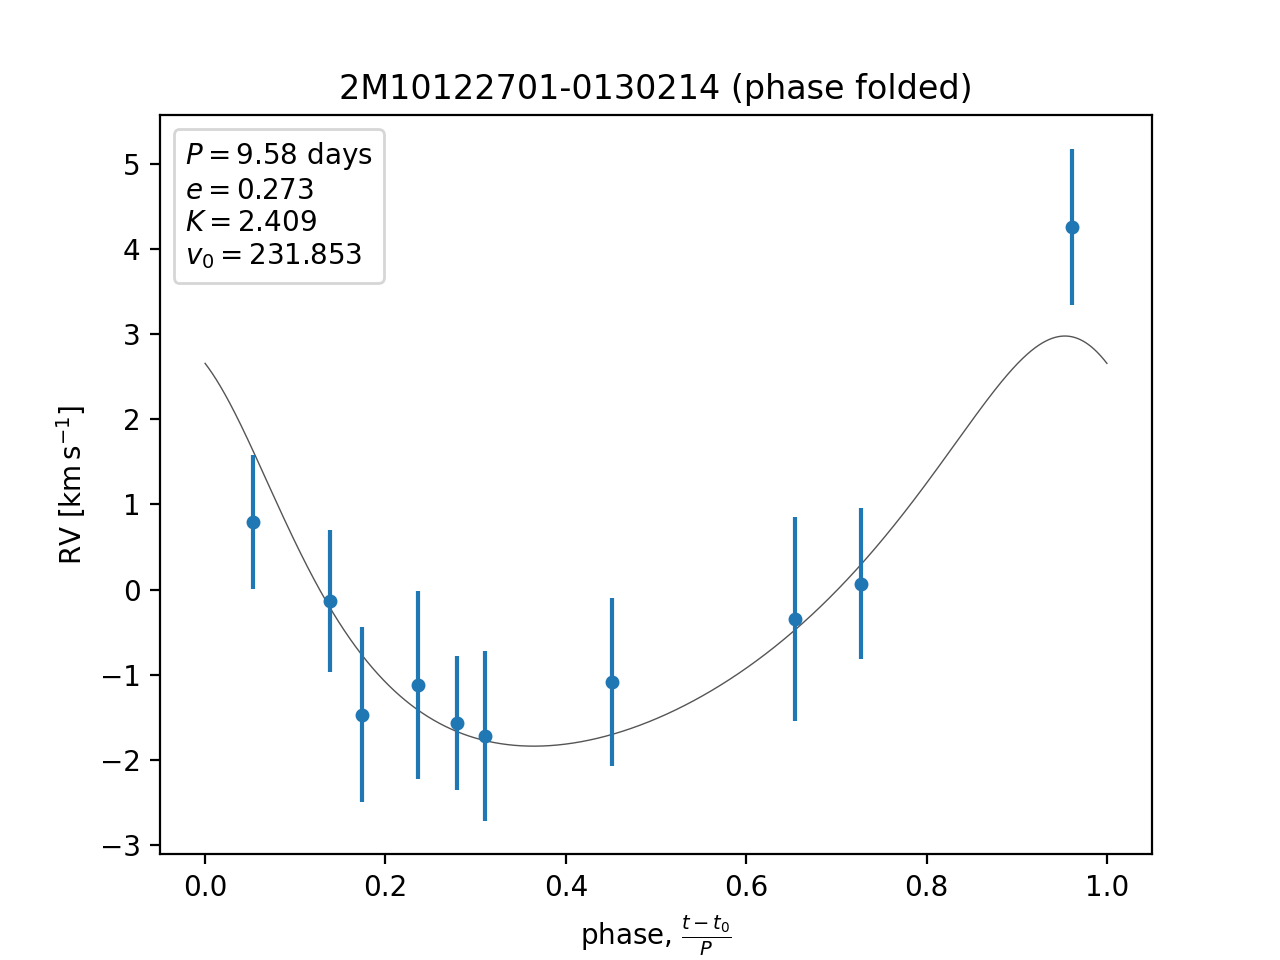 2M10122701-0130214 (phase folded)
P = 9.58 days
e = 0.273
K = 2.409
v₀ = 231.853
5
4
3
2
1
0
−1
−2
−3
RV [km s⁻¹]
0.0 0.2 0.4 0.6 0.8 1.0
phase, (t − t₀)/P